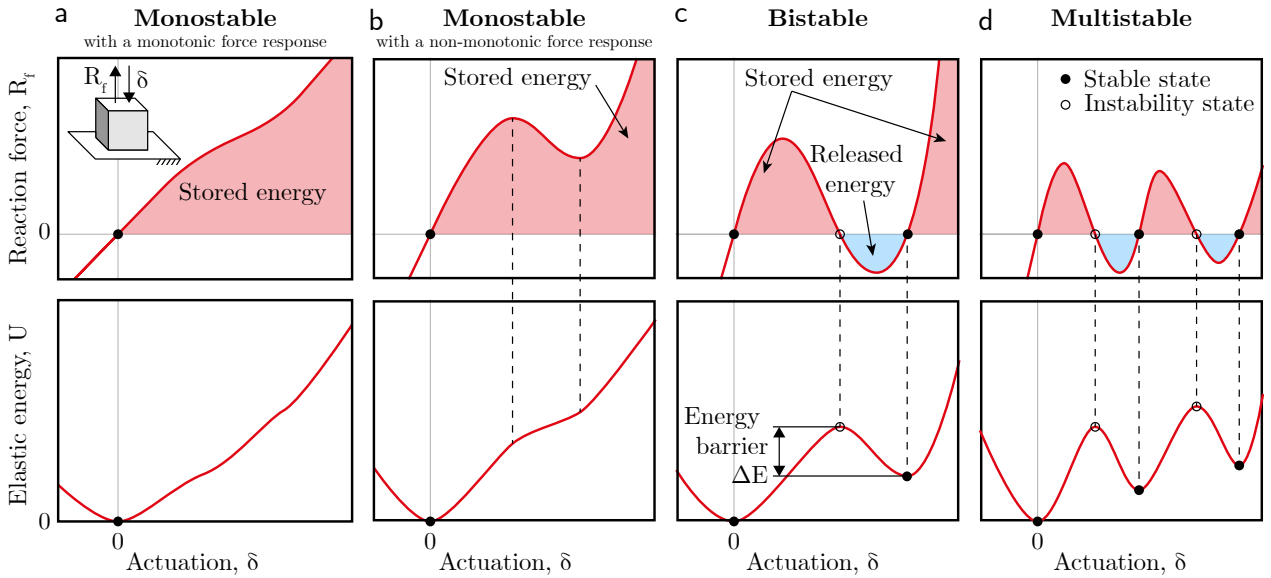 a
Monostable
with a monotonic force response
b
Monostable
with a non-monotonic force response
c
Bistable
d
Multistable
Reaction force, R_f
0
R_f
δ
Stored energy
Stored energy
Stored energy
Released
energy
Stable state
Instability state
Elastic energy, U
0
0
Actuation, δ
0
Actuation, δ
Energy
barrier
ΔE
0
Actuation, δ
0
Actuation, δ